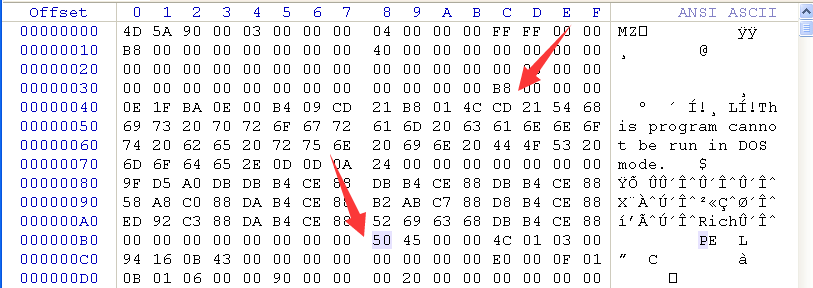 Offset 0 1 2 3 4 5 6 7 8 9 A B C D E F ANSI ASCII
00000000 4D 5A 90 00 03 00 00 00 04 00 00 00 FF FF 00 00 MZ□ ÿÿ
00000010 B8 00 00 00 00 00 00 00 40 00 00 00 00 00 00 00 ¸ @
00000020 00 00 00 00 00 00 00 00 00 00 00 00 00 00 00 00
00000030 00 00 00 00 00 00 00 00 00 00 00 00 B8 00 00 00 ¸
00000040 0E 1F BA 0E 00 B4 09 CD 21 B8 01 4C CD 21 54 68 º ´ Í!¸ LÍ!Th
00000050 69 73 20 70 72 6F 67 72 61 6D 20 63 61 6E 6E 6F is program canno
00000060 74 20 62 65 20 72 75 6E 20 69 6E 20 44 4F 53 20 t be run in DOS
00000070 6D 6F 64 65 2E 0D 0D 0A 24 00 00 00 00 00 00 00 mode. $
00000080 9F D5 A0 DB DB B4 CE 88 DB B4 CE 88 DB B4 CE 88 ŸÕ ÛÛ´ÎˆÛ´ÎˆÛ´Îˆ
00000090 58 A8 C0 88 DA B4 CE 88 B2 AB C7 88 D8 B4 CE 88 X¨ÀˆÚ´Îˆ²«ÇˆØ´Îˆ
000000A0 ED 92 C3 88 DA B4 CE 88 52 69 63 68 DB B4 CE 88 í’ÃˆÚ´ÎˆRichÛ´Îˆ
000000B0 00 00 00 00 00 00 00 00 50 45 00 00 4C 01 03 00 PE L
000000C0 94 16 0B 43 00 00 00 00 00 00 00 00 E0 00 0F 01 ” C à
000000D0 0B 01 06 00 00 90 00 00 00 20 00 00 00 00 00 00 □